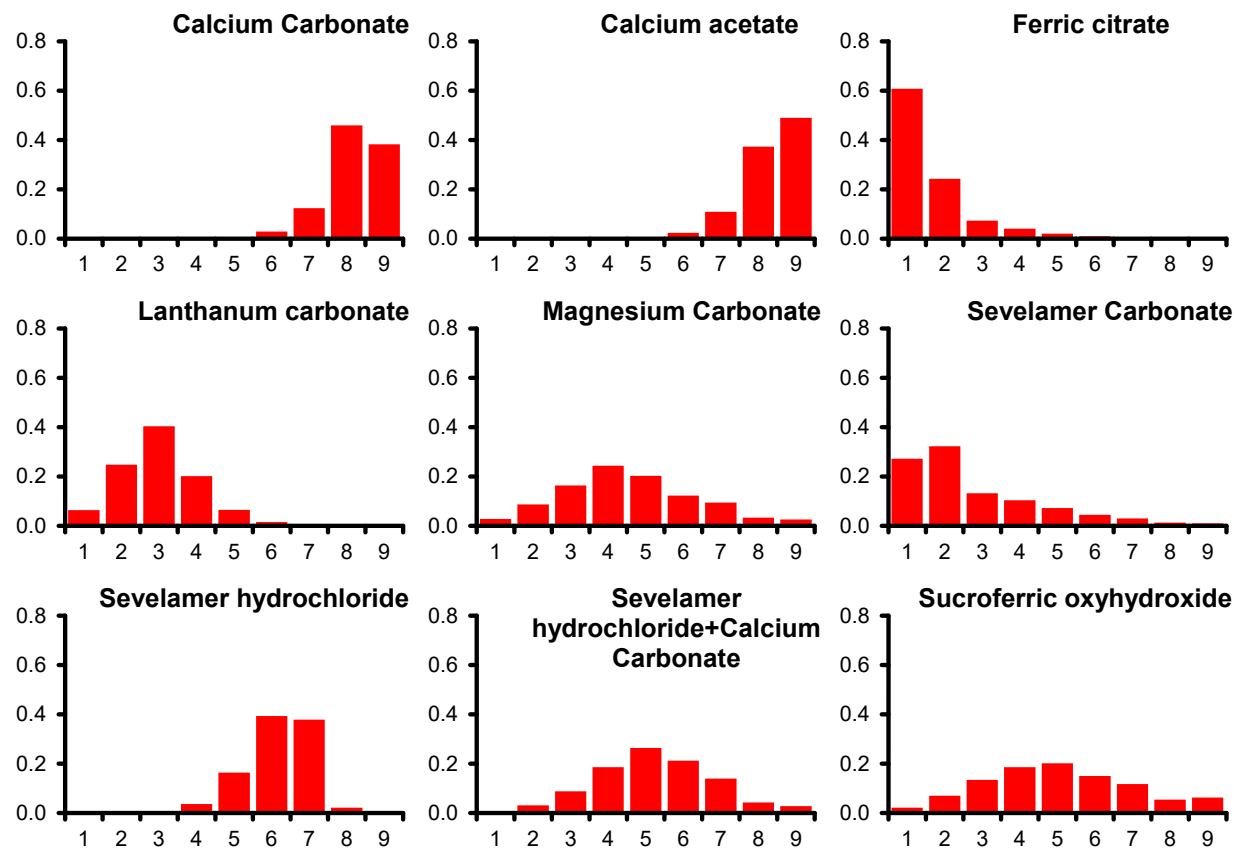 Calcium Carbonate
0.8
0.6
0.4
0.2
0.0
1 2 3 4 5 6 7 8 9
Calcium acetate
0.8
0.6
0.4
0.2
0.0
1 2 3 4 5 6 7 8 9
Ferric citrate
0.8
0.6
0.4
0.2
0.0
1 2 3 4 5 6 7 8 9
Lanthanum carbonate
0.8
0.6
0.4
0.2
0.0
1 2 3 4 5 6 7 8 9
Magnesium Carbonate
0.8
0.6
0.4
0.2
0.0
1 2 3 4 5 6 7 8 9
Sevelamer Carbonate
0.8
0.6
0.4
0.2
0.0
1 2 3 4 5 6 7 8 9
Sevelamer hydrochloride
0.8
0.6
0.4
0.2
0.0
1 2 3 4 5 6 7 8 9
Sevelamer
hydrochloride+Calcium
Carbonate
0.8
0.6
0.4
0.2
0.0
1 2 3 4 5 6 7 8 9
Sucroferric oxyhydroxide
0.8
0.6
0.4
0.2
0.0
1 2 3 4 5 6 7 8 9